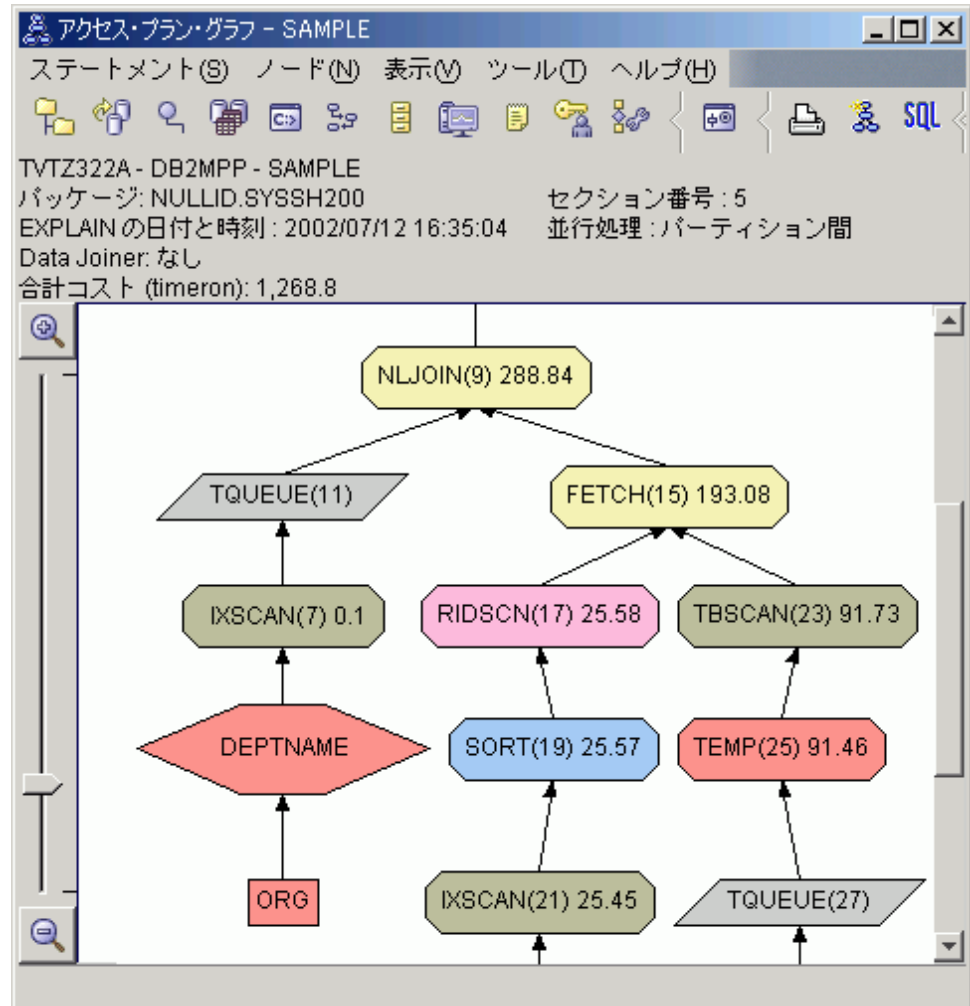 アクセス・プラン・グラフ - SAMPLE
ステートメント(S) ノード(N) 表示(V) ツール(T) ヘルプ(H)
C:>
SQL
TVTZ322A - DB2MPP - SAMPLE
パッケージ: NULLID.SYSSH200 セクション番号 : 5
EXPLAIN の日付と時刻 : 2002/07/12 16:35:04 並行処理 : パーティション間
Data Joiner: なし
合計コスト (timeron): 1,268.8
NLJOIN(9) 288.84
TQUEUE(11)
FETCH(15) 193.08
IXSCAN(7) 0.1
RIDSCN(17) 25.58
TBSCAN(23) 91.73
DEPTNAME
SORT(19) 25.57
TEMP(25) 91.46
ORG
IXSCAN(21) 25.45
TQUEUE(27)